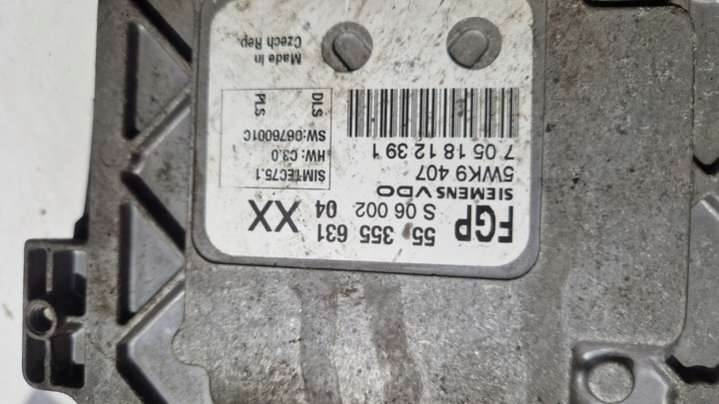 FGP
55 355 631
S 06 002 04
XX
SIEMENS VDO
5WK9 407
SIMTEC75.1
HW: C3.0
SW:0676001C
7 05 18 12 39 1
DLS
PLS
Made in
Czech Rep.